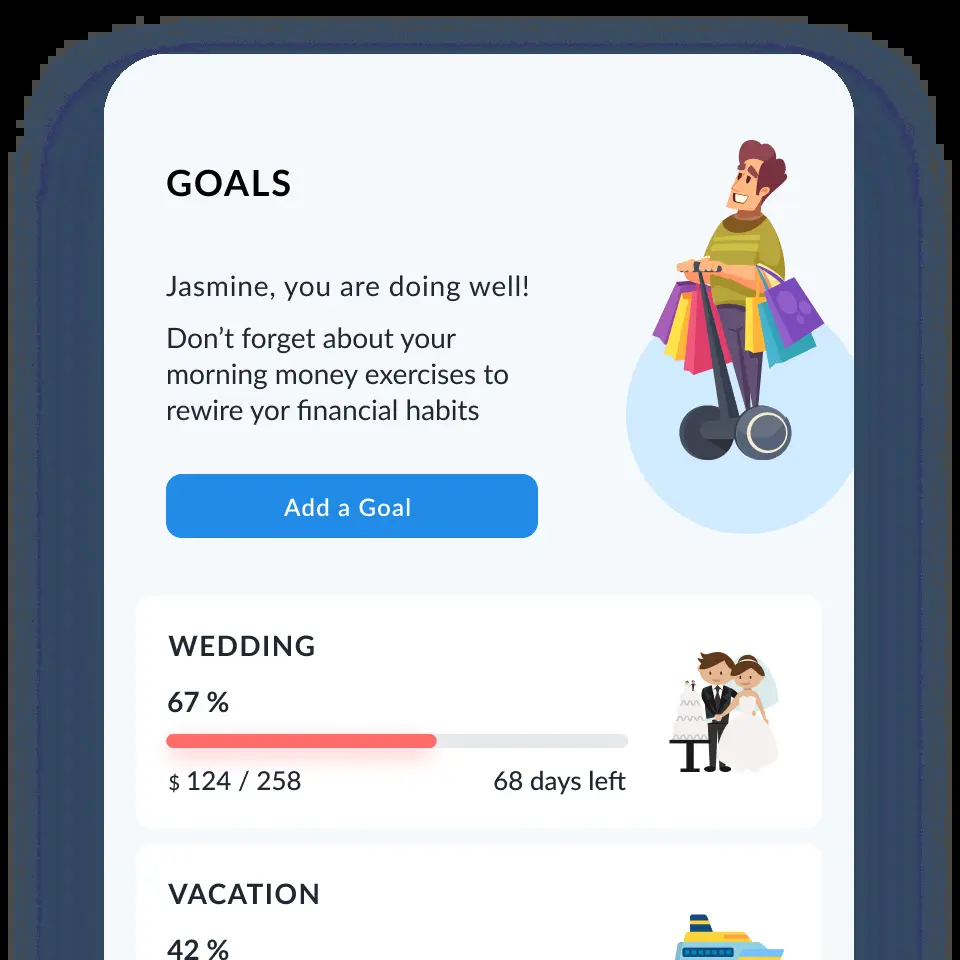 GOALS
Jasmine, you are doing well!
Don’t forget about your
morning money exercises to
rewire yor financial habits
Add a Goal
WEDDING
67 %
$ 124 / 258
68 days left
VACATION
42 %